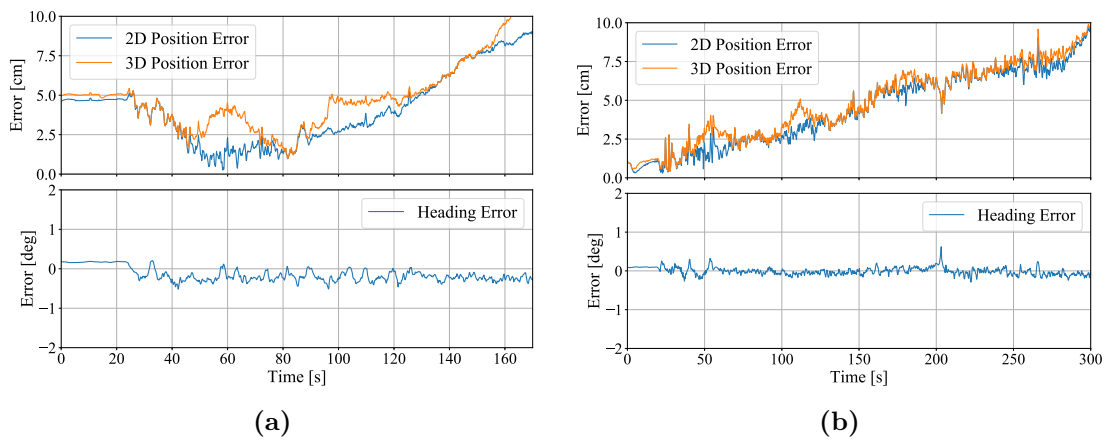 10.0
7.5
5.0
2.5
0.0
Error [cm]
2D Position Error
3D Position Error
2
1
0
−1
−2
Error [deg]
Heading Error
0 20 40 60 80 100 120 140 160
Time [s]
(a)
10.0
7.5
5.0
2.5
0.0
Error [cm]
2D Position Error
3D Position Error
2
1
0
−1
−2
Error [deg]
Heading Error
0 50 100 150 200 250 300
Time [s]
(b)